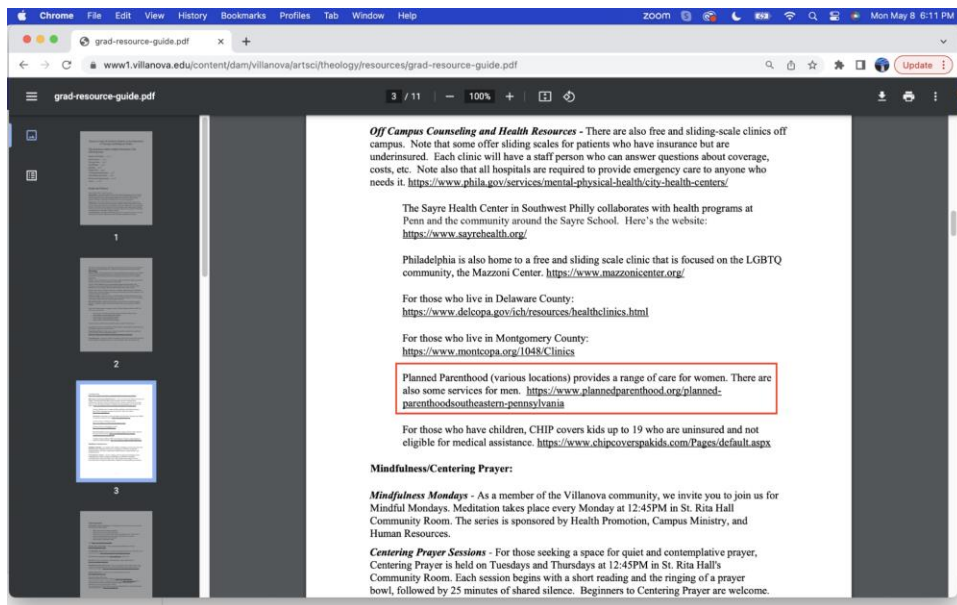 Chrome File Edit View History Bookmarks Profiles Tab Window Help zoom Mon May 8 6:11 PM
grad-resource-guide.pdf
www1.villanova.edu/content/dam/villanova/artsci/theology/resources/grad-resource-guide.pdf Update
grad-resource-guide.pdf 3 / 11 100%
Off Campus Counseling and Health Resources - There are also free and sliding-scale clinics off
campus. Note that some offer sliding scales for patients who have insurance but are
underinsured. Each clinic will have a staff person who can answer questions about coverage,
costs, etc. Note also that all hospitals are required to provide emergency care to anyone who
needs it. https://www.phila.gov/services/mental-physical-health/city-health-centers/
The Sayre Health Center in Southwest Philly collaborates with health programs at
Penn and the community around the Sayre School. Here's the website:
https://www.sayrehealth.org/
Philadelphia is also home to a free and sliding scale clinic that is focused on the LGBTQ
community, the Mazzoni Center. https://www.mazzonicenter.org/
For those who live in Delaware County:
https://www.delcopa.gov/ich/resources/healthclinics.html
For those who live in Montgomery County:
https://www.montcopa.org/1048/Clinics
Planned Parenthood (various locations) provides a range of care for women. There are
also some services for men. https://www.plannedparenthood.org/planned-
parenthoodsoutheastern-pennsylvania
For those who have children, CHIP covers kids up to 19 who are uninsured and not
eligible for medical assistance. https://www.chipcoverspakids.com/Pages/default.aspx
Mindfulness/Centering Prayer:
Mindfulness Mondays - As a member of the Villanova community, we invite you to join us for
Mindful Mondays. Meditation takes place every Monday at 12:45PM in St. Rita Hall
Community Room. The series is sponsored by Health Promotion, Campus Ministry, and
Human Resources.
Centering Prayer Sessions - For those seeking a space for quiet and contemplative prayer,
Centering Prayer is held on Tuesdays and Thursdays at 12:45PM in St. Rita Hall's
Community Room. Each session begins with a short reading and the ringing of a prayer
bowl, followed by 25 minutes of shared silence. Beginners to Centering Prayer are welcome.
1
2
3